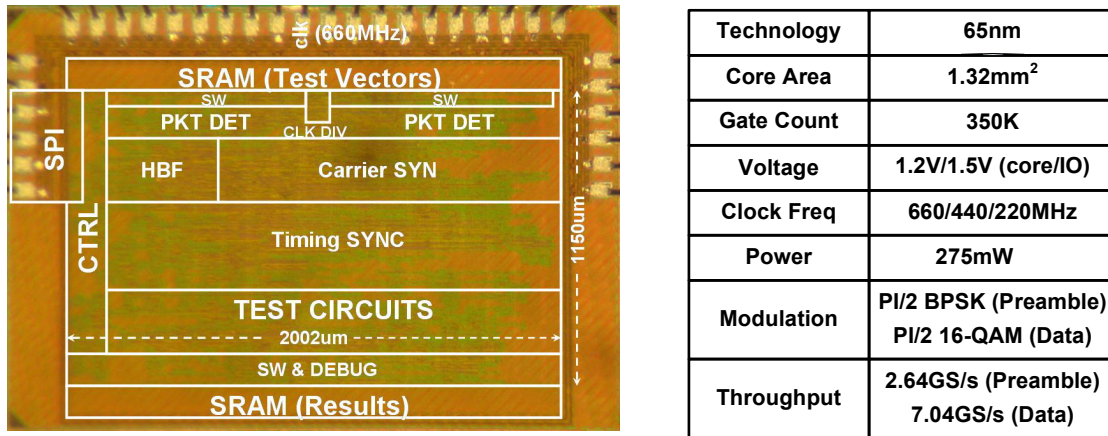 clk (660MHz)
SRAM (Test Vectors)
SW
SW
PKT DET
PKT DET
CLK DIV
SPI
HBF
Carrier SYN
CTRL
Timing SYNC
1150um
TEST CIRCUITS
2002um
SW & DEBUG
SRAM (Results)
Technology 65nm
Core Area 1.32mm²
Gate Count 350K
Voltage 1.2V/1.5V (core/IO)
Clock Freq 660/440/220MHz
Power 275mW
Modulation PI/2 BPSK (Preamble)
PI/2 16-QAM (Data)
Throughput 2.64GS/s (Preamble)
7.04GS/s (Data)